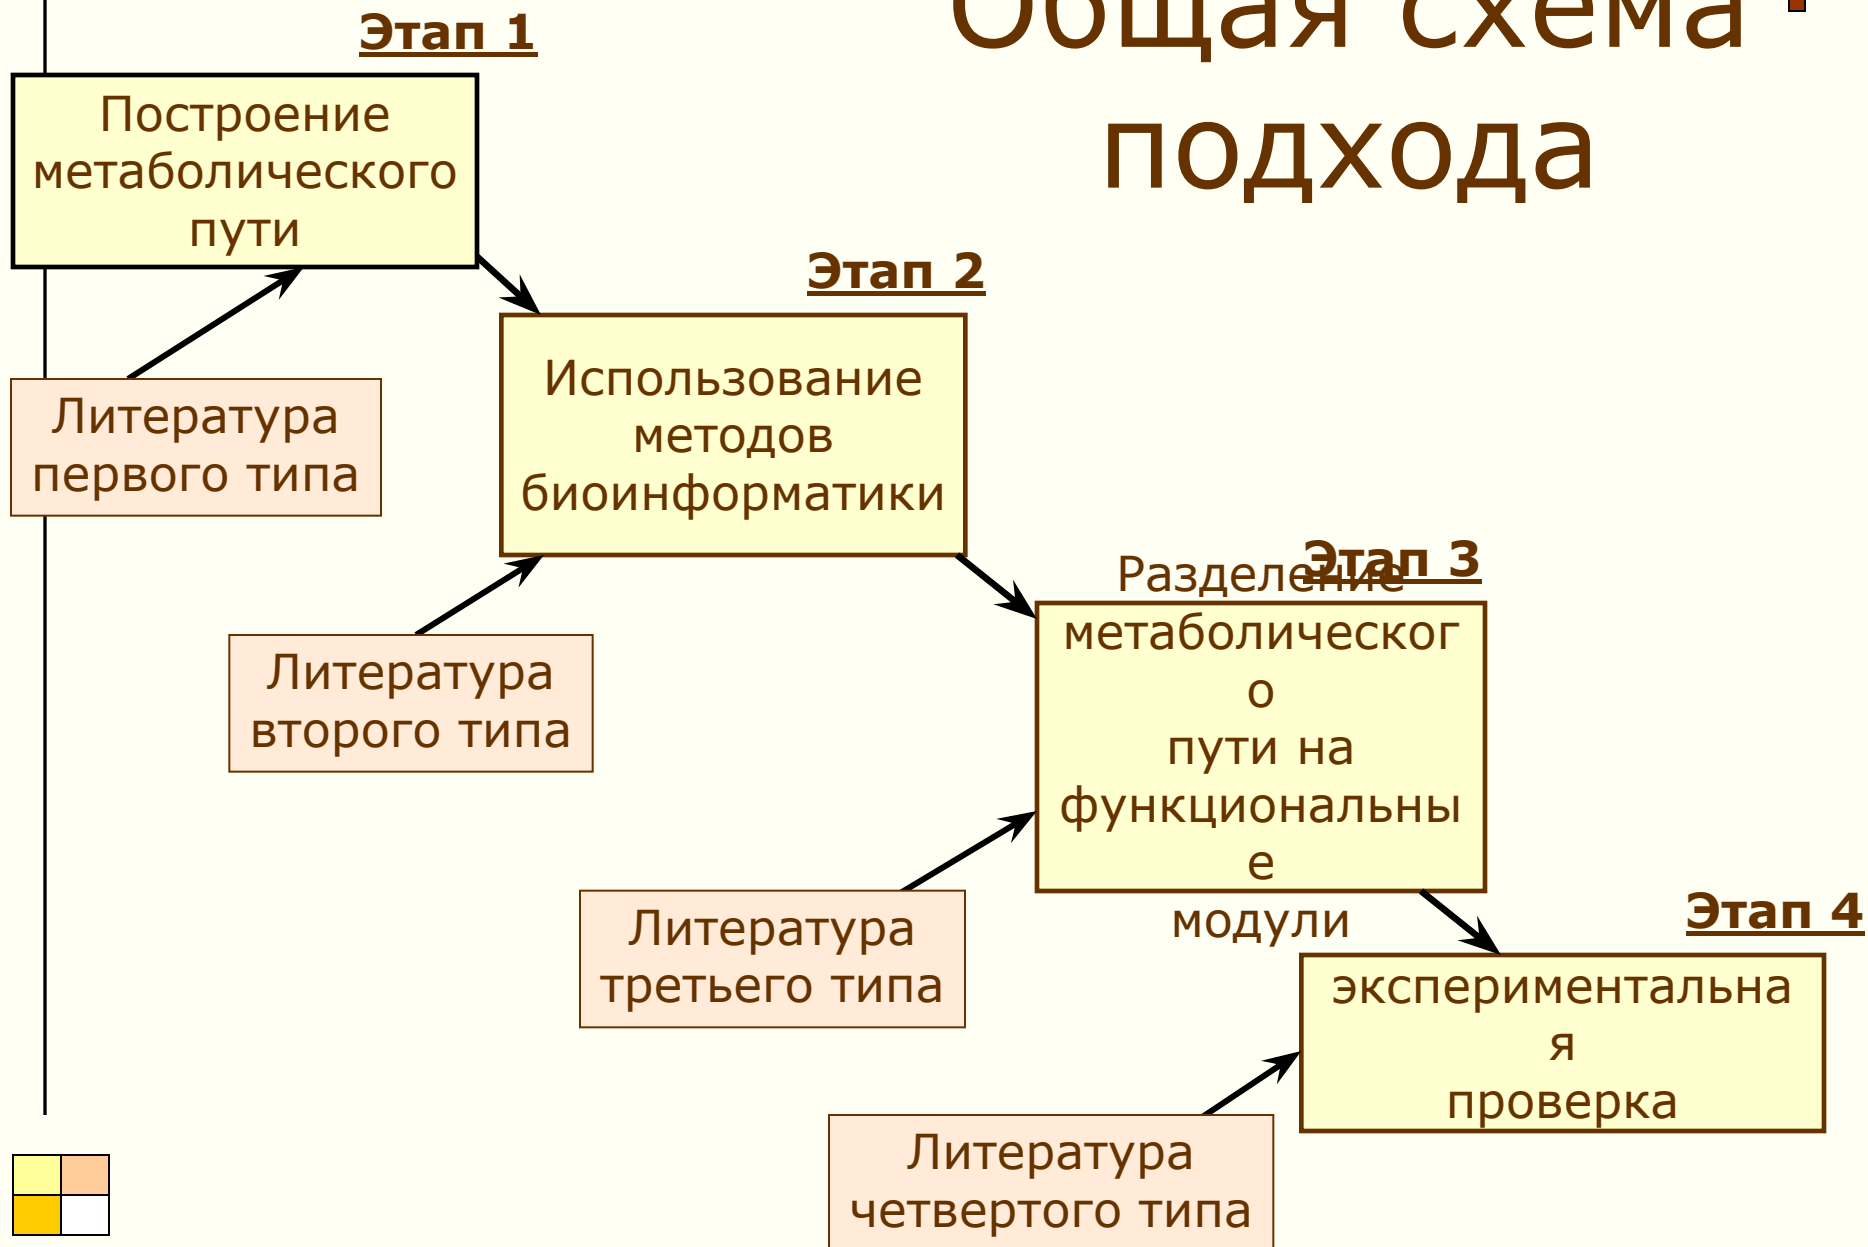 Общая схема
подхода
Этап 1
Построение
метаболического
пути
Литература
первого типа
Этап 2
Использование
методов
биоинформатики
Литература
второго типа
Этап 3
Разделение
метаболическог
о
пути на
функциональны
е
модули
Литература
третьего типа
Этап 4
экспериментальна
я
проверка
Литература
четвертого типа